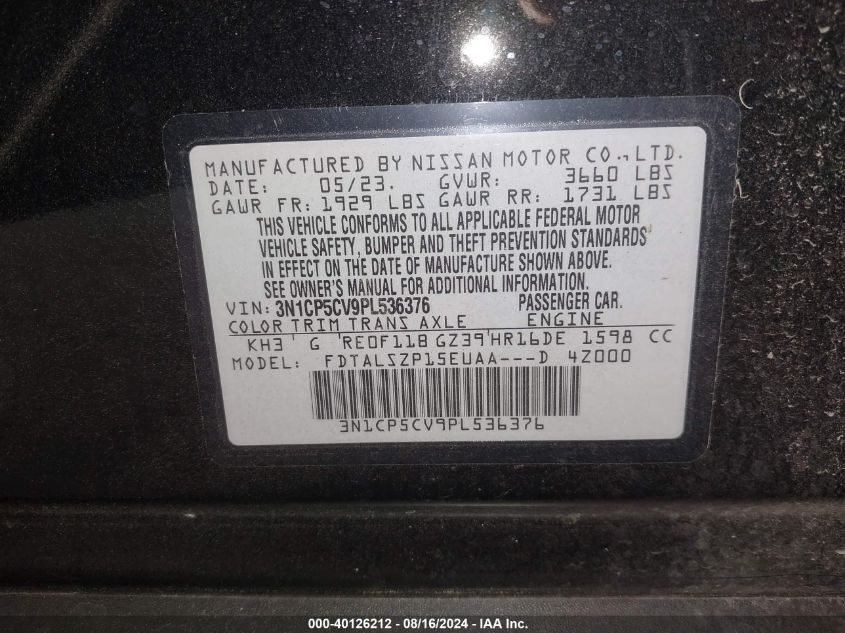 MANUFACTURED BY NISSAN MOTOR CO., LTD.
DATE: 05/23. GVWR: 3660 LBS
GAWR FR: 1929 LBS GAWR RR: 1731 LBS
THIS VEHICLE CONFORMS TO ALL APPLICABLE FEDERAL MOTOR
VEHICLE SAFETY, BUMPER AND THEFT PREVENTION STANDARDS
IN EFFECT ON THE DATE OF MANUFACTURE SHOWN ABOVE.
SEE OWNER'S MANUAL FOR ADDITIONAL INFORMATION.
VIN: 3N1CP5CV9PL536376 PASSENGER CAR.
COLOR TRIM TRANS AXLE ENGINE
KH3 G RE0F11B GZ39 HR16DE 1598 CC
MODEL: FDTALSZP15EUAA---D 4Z000
3N1CP5CV9PL536376
000-40126212 - 08/16/2024 - IAA Inc.